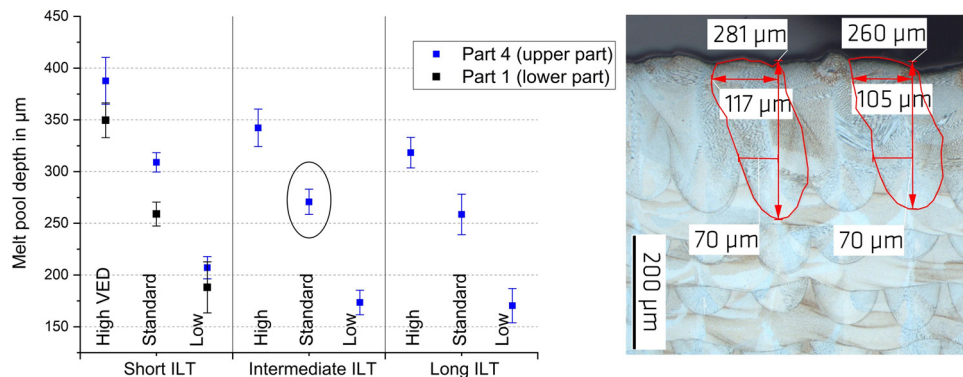 Melt pool depth in µm
450
400
350
300
250
200
150
Part 4 (upper part)
Part 1 (lower part)
High VED
Standard
Low
High
Standard
Low
High
Standard
Low
Short ILT
Intermediate ILT
Long ILT
281 µm
260 µm
117 µm
105 µm
70 µm
70 µm
200 µm